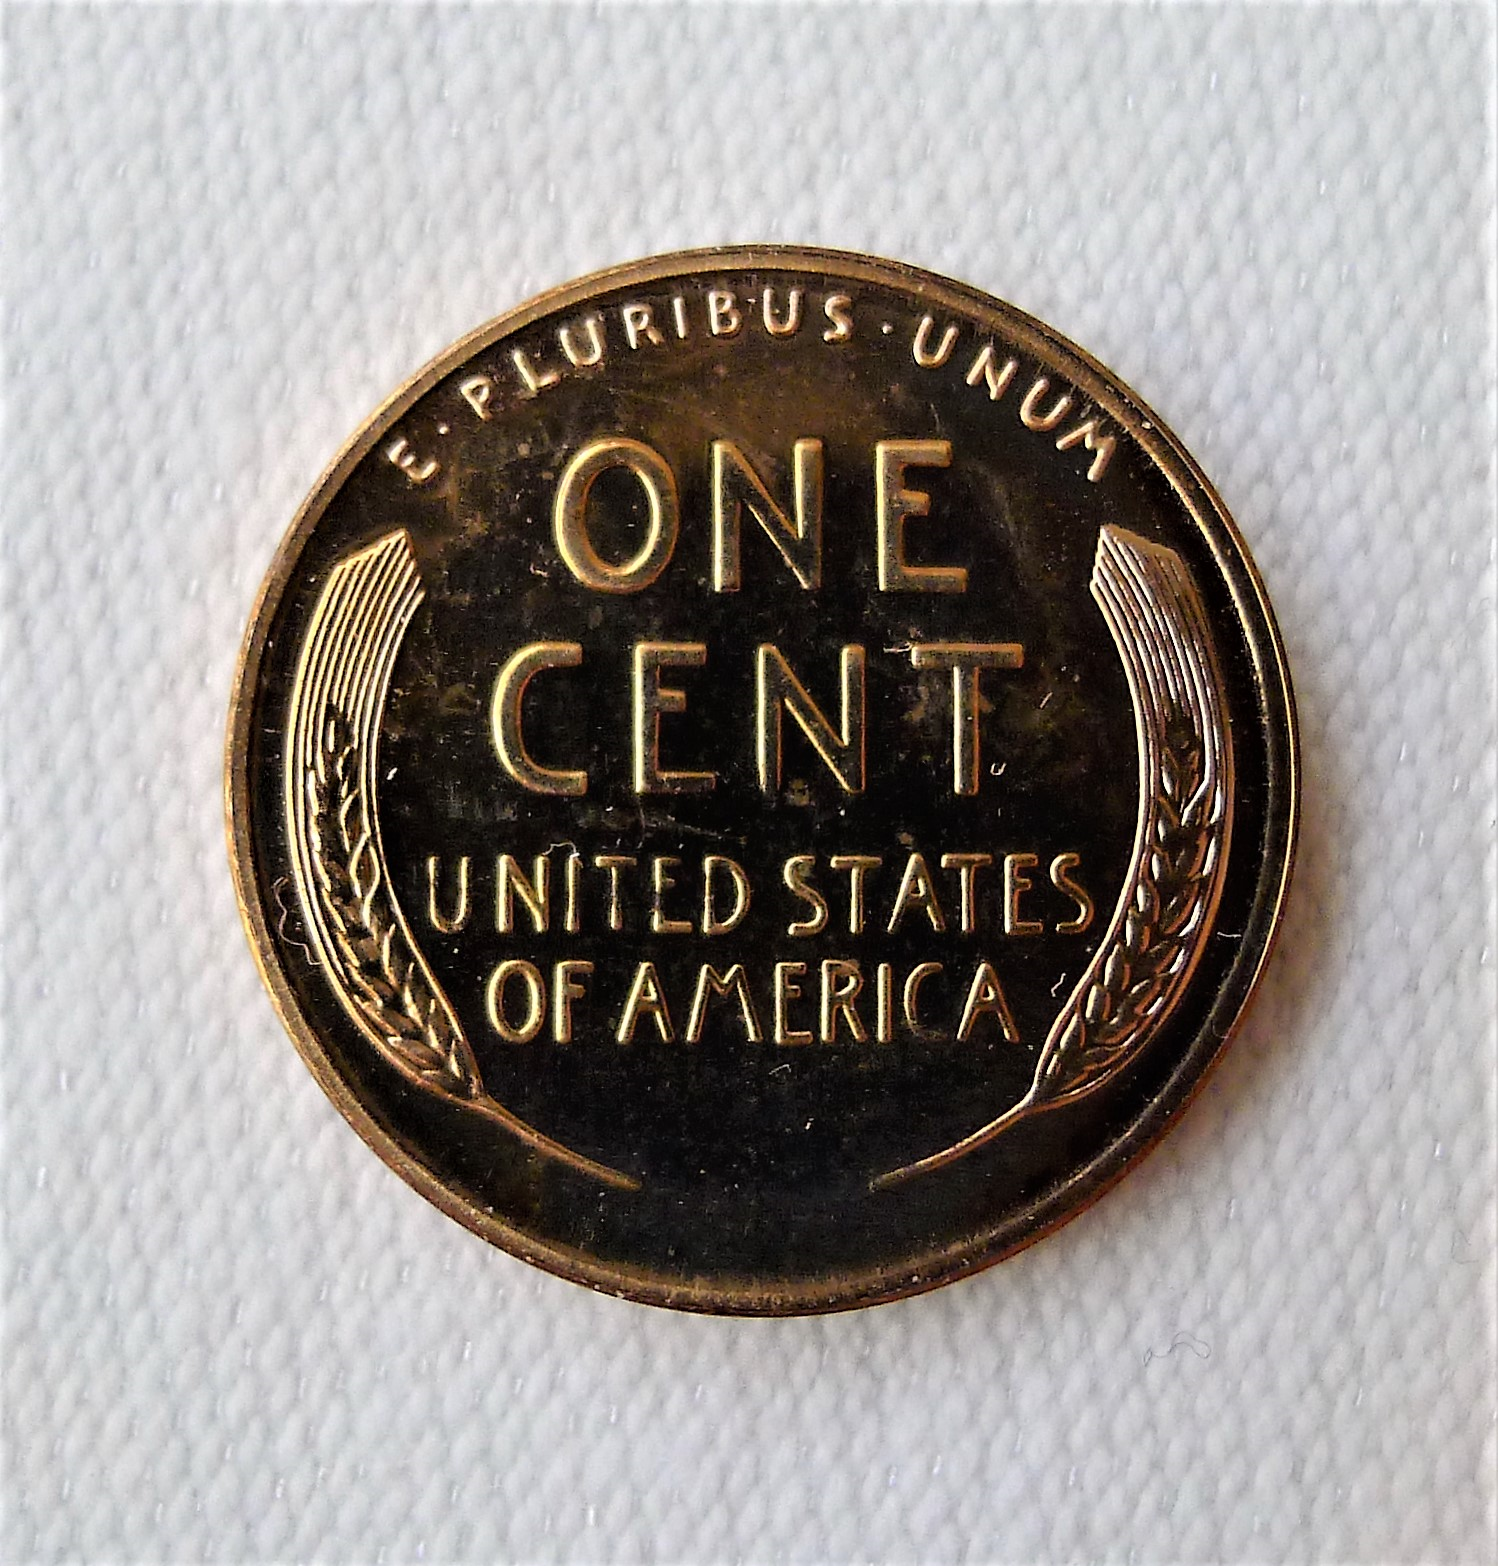 E · PLURIBUS · UNUM
ONE
CENT
UNITED STATES
OF AMERICA